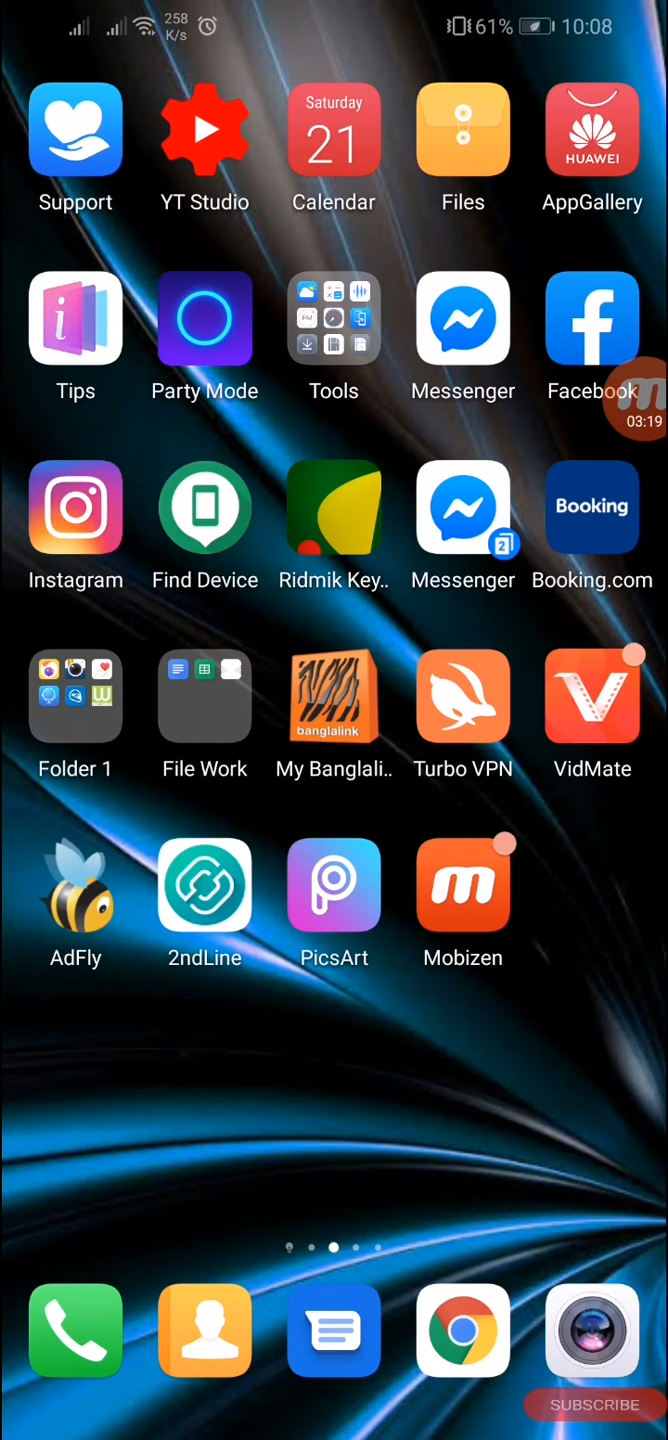 258
K/s
61% 10:08
Saturday
21
HUAWEI
Support YT Studio Calendar Files AppGallery
FM
Tips Party Mode Tools Messenger Facebook
03:19
Booking
2
Instagram Find Device Ridmik Key.. Messenger Booking.com
banglalink
Folder 1 File Work My Banglali.. Turbo VPN VidMate
AdFly 2ndLine PicsArt Mobizen
SUBSCRIBE